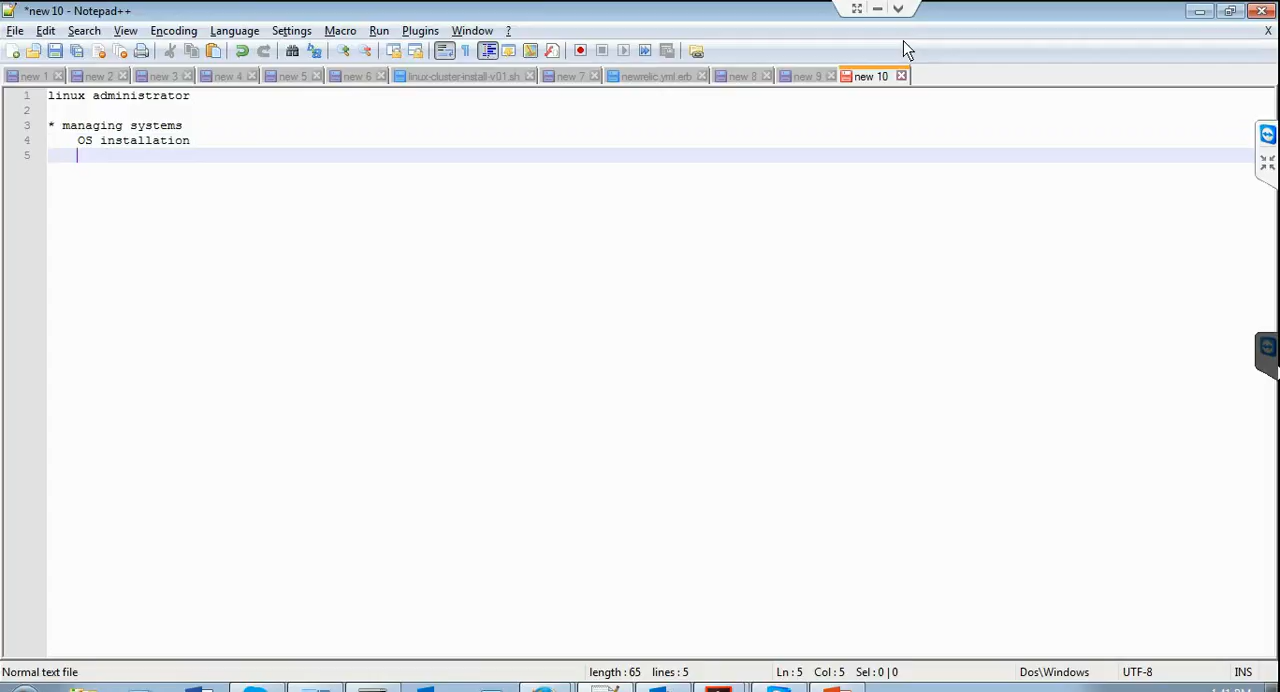 *new 10 - Notepad++
File Edit Search View Encoding Language Settings Macro Run Plugins Window ? X
new 1 new 2 new 3 new 4 new 5 new 6 linux-cluster-install-v01.sh new 7 newrelic.yml.erb new 8 new 9 new 10
1 linux administrator
2
3 * managing systems
4 OS installation
5
Normal text file length : 65 lines : 5 Ln : 5 Col : 5 Sel : 0 | 0 Dos\Windows UTF-8 INS